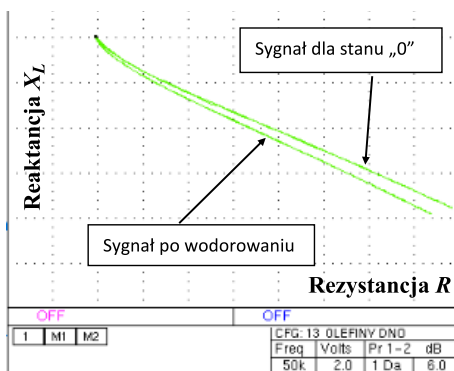 Sygnał dla stanu „0”
Reaktancja XL
Sygnał po wodorowaniu
Rezystancja R
OFF OFF
1 M1 M2
CFG: 13 OLEFINY DNO
Freq Volts Pr 1-2 dB
50k 2.0 1 Da 6.0